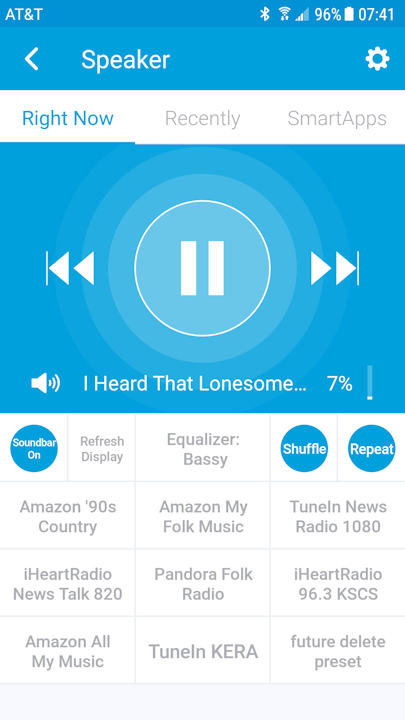 AT&T 96% 07:41
Speaker
Right Now Recently SmartApps
I Heard That Lonesome... 7%
Soundbar
On
Refresh
Display
Equalizer:
Bassy
Shuffle
Repeat
Amazon '90s
Country
Amazon My
Folk Music
TuneIn News
Radio 1080
iHeartRadio
News Talk 820
Pandora Folk
Radio
iHeartRadio
96.3 KSCS
Amazon All
My Music
TuneIn KERA
future delete
preset